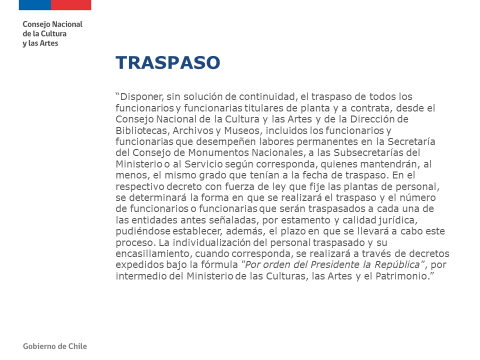 Consejo Nacional
de la Cultura
y las Artes
TRASPASO
“Disponer, sin solución de continuidad, el traspaso de todos los
funcionarios y funcionarias titulares de planta y a contrata, desde el
Consejo Nacional de la Cultura y las Artes y de la Dirección de
Bibliotecas, Archivos y Museos, incluidos los funcionarios y
funcionarias que desempeñen labores permanentes en la Secretaría
del Consejo de Monumentos Nacionales, a las Subsecretarías del
Ministerio o al Servicio según corresponda, quienes mantendrán, al
menos, el mismo grado que tenían a la fecha de traspaso. En el
respectivo decreto con fuerza de ley que fije las plantas de personal,
se determinará la forma en que se realizará el traspaso y el número
de funcionarios o funcionarias que serán traspasados a cada una de
las entidades antes señaladas, por estamento y calidad jurídica,
pudiéndose establecer, además, el plazo en que se llevará a cabo este
proceso. La individualización del personal traspasado y su
encasillamiento, cuando corresponda, se realizará a través de decretos
expedidos bajo la fórmula "Por orden del Presidente la República", por
intermedio del Ministerio de las Culturas, las Artes y el Patrimonio.”
Gobierno de Chile